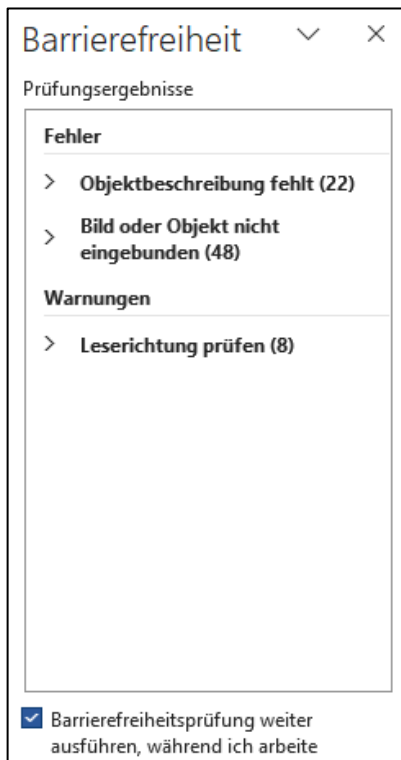 Barrierefreiheit
Prüfungsergebnisse
Fehler
Objektbeschreibung fehlt (22)
Bild oder Objekt nicht
eingebunden (48)
Warnungen
Leserichtung prüfen (8)
Barrierefreiheitsprüfung weiter
ausführen, während ich arbeite